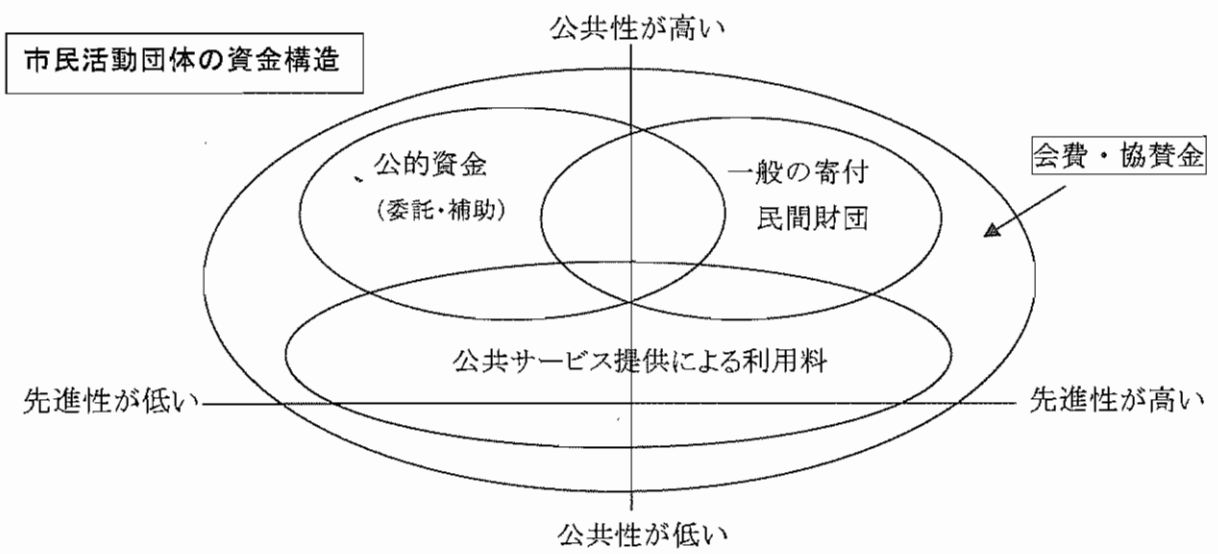 公共性が高い
市民活動団体の資金構造
公的資金
(委託・補助)
一般の寄付
民間財団
会費・協賛金
公共サービス提供による利用料
先進性が低い
先進性が高い
公共性が低い